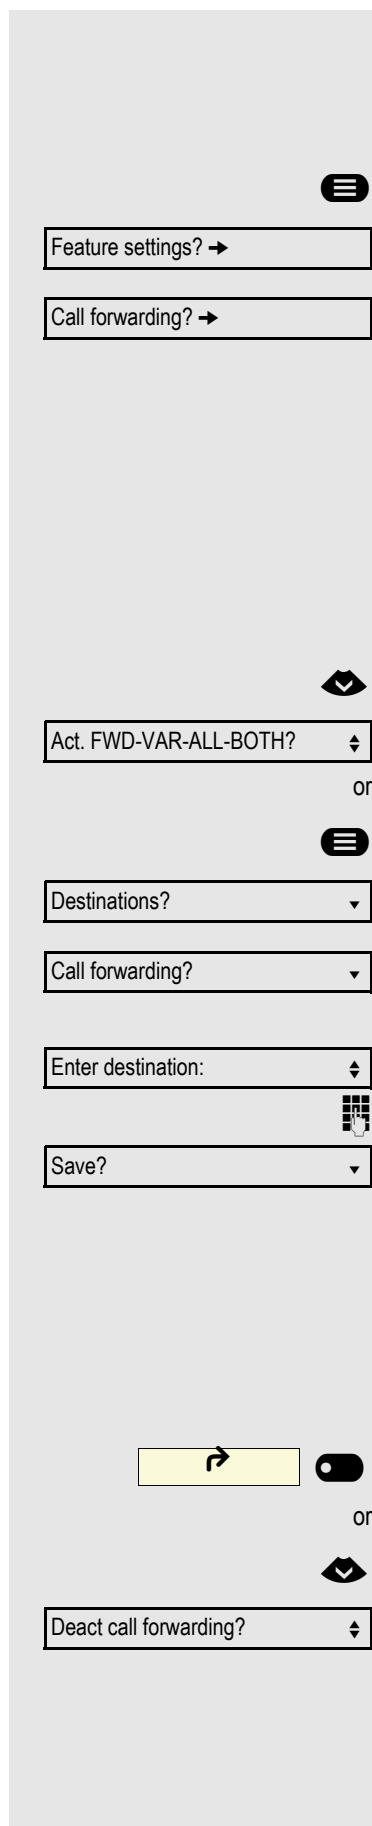 Feature settings? →
Call forwarding? →
Act. FWD-VAR-ALL-BOTH?
or
Destinations?
Call forwarding?
Enter destination:
Save?
or
Deact call forwarding?